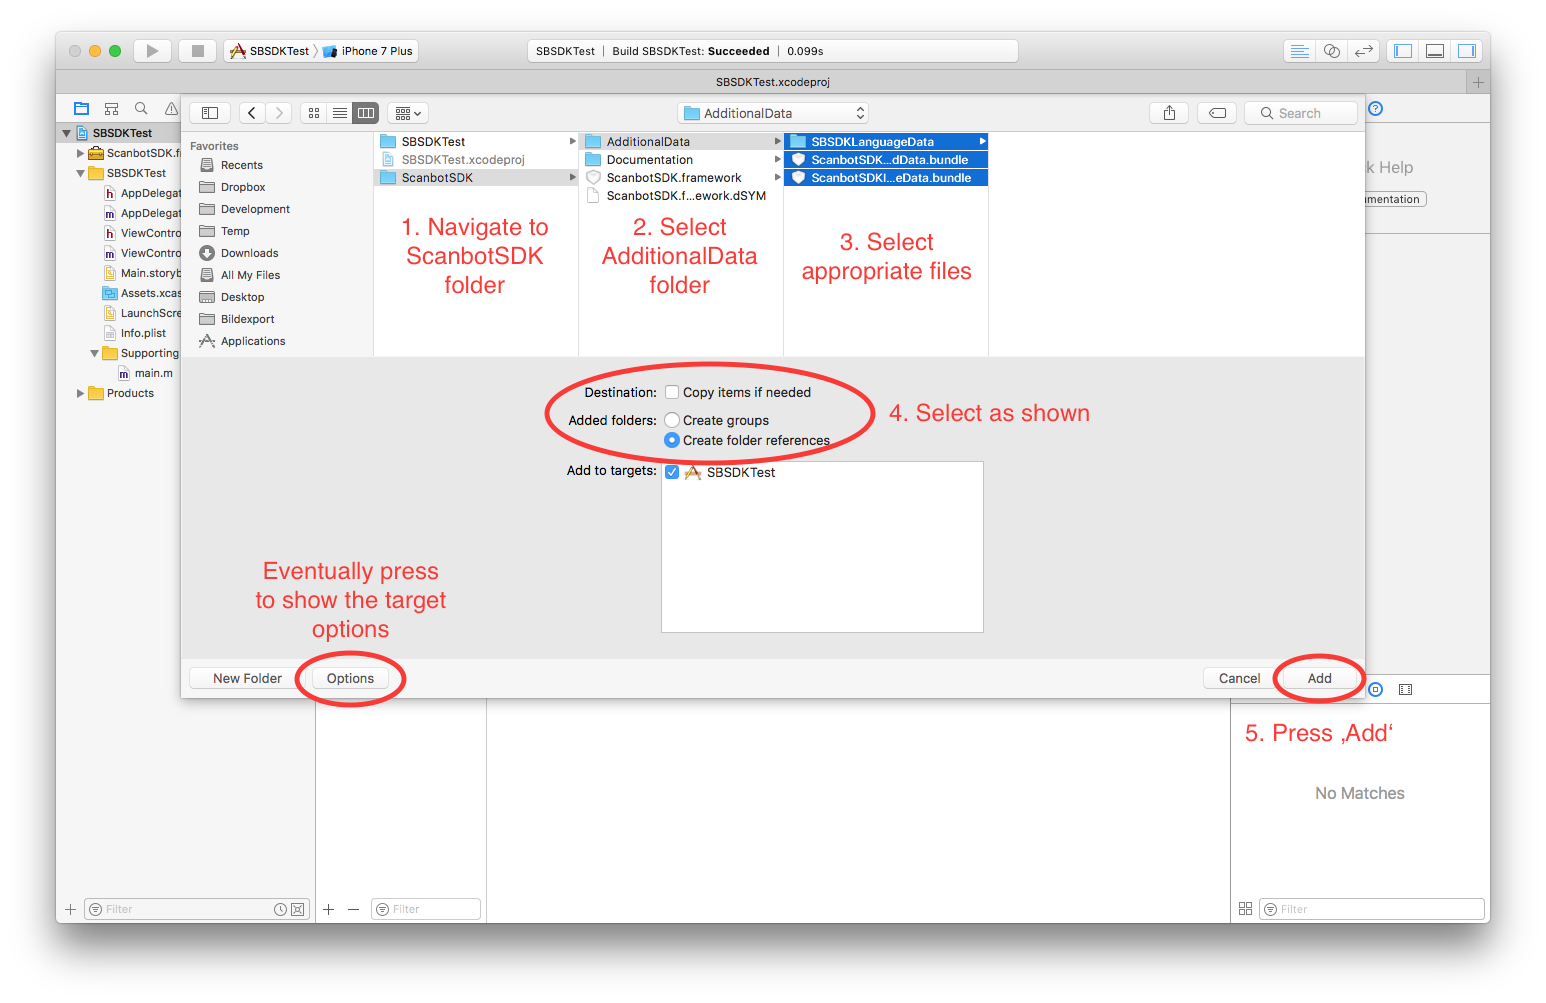 SBSDKTest
iPhone 7 Plus
SBSDKTest | Build SBSDKTest: Succeeded | 0.099s
SBSDKTest.xcodeproj
AdditionalData
Search
SBSDKTest
ScanbotSDK.f
SBSDKTest
AppDelegat
AppDelegat
ViewContro
ViewContro
Main.storyb
Assets.xcas
LaunchScre
Info.plist
Supporting
main.m
Products
Favorites
Recents
Dropbox
Development
Temp
Downloads
All My Files
Desktop
Bildexport
Applications
SBSDKTest
SBSDKTest.xcodeproj
ScanbotSDK
AdditionalData
Documentation
ScanbotSDK.framework
ScanbotSDK.f...ework.dSYM
SBSDKLanguageData
ScanbotSDK...dData.bundle
ScanbotSDKI...eData.bundle
k Help
umentation
1. Navigate to
ScanbotSDK
folder
2. Select
AdditionalData
folder
3. Select
appropriate files
Destination:
Copy items if needed
Added folders:
Create groups
Create folder references
4. Select as shown
Add to targets:
SBSDKTest
Eventually press
to show the target
options
New Folder
Options
Cancel
Add
5. Press ‚Add‘
No Matches
Filter
Filter
Filter